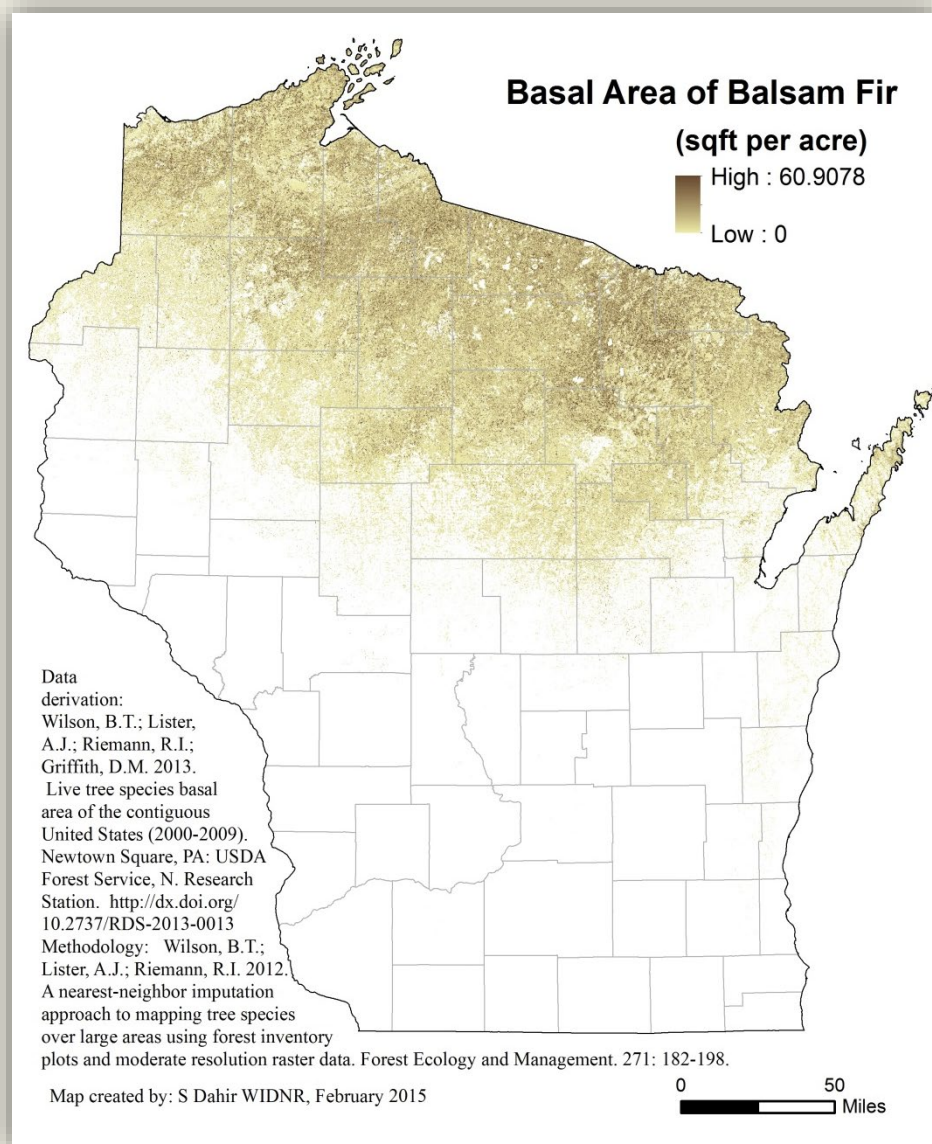 Basal Area of Balsam Fir
(sqft per acre)
High : 60.9078
Low : 0
Data
derivation:
Wilson, B.T.; Lister,
A.J.; Riemann, R.I.;
Griffith, D.M. 2013.
Live tree species basal
area of the contiguous
United States (2000-2009).
Newtown Square, PA: USDA
Forest Service, N. Research
Station. http://dx.doi.org/
10.2737/RDS-2013-0013
Methodology: Wilson, B.T.;
Lister, A.J.; Riemann, R.I. 2012.
A nearest-neighbor imputation
approach to mapping tree species
over large areas using forest inventory
plots and moderate resolution raster data. Forest Ecology and Management. 271: 182-198.
Map created by: S Dahir WIDNR, February 2015
0 50
Miles